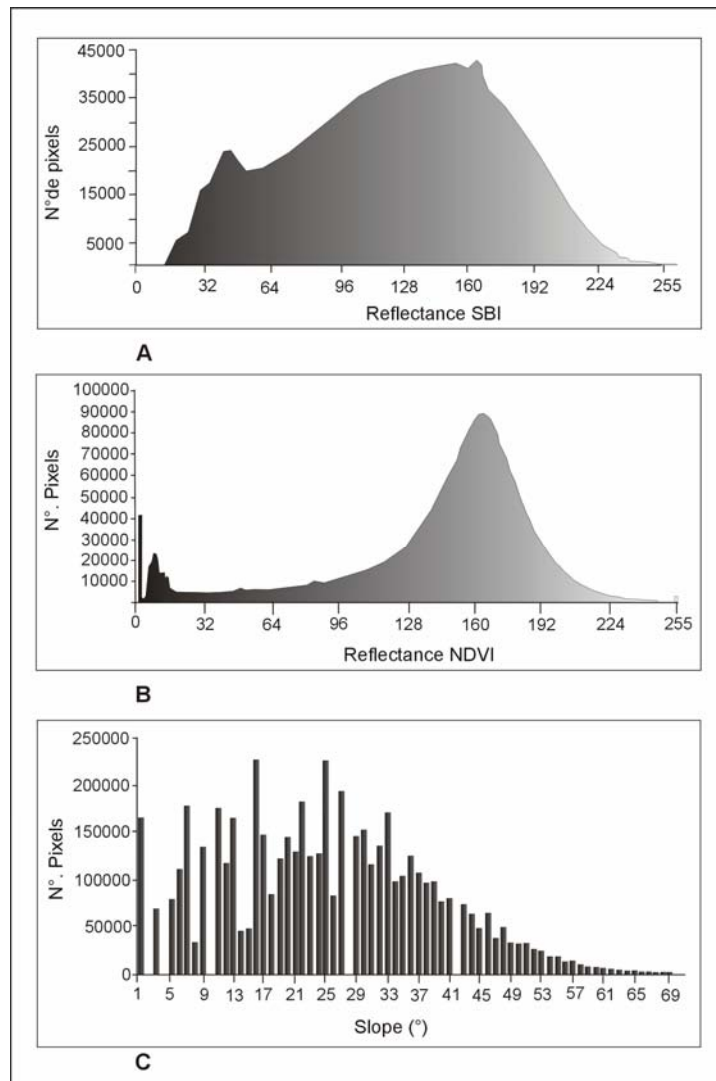 45000
35000
25000
15000
5000
N°de pixels
0 32 64 96 128 160 192 224 255
Reflectance SBI
A
100000
90000
80000
70000
60000
50000
40000
30000
20000
10000
N°. Pixels
0 32 64 96 128 160 192 224 255
Reflectance NDVI
B
250000
200000
150000
100000
50000
0
N°. Pixels
1 5 9 13 17 21 25 29 33 37 41 45 49 53 57 61 65 69
Slope (°)
C